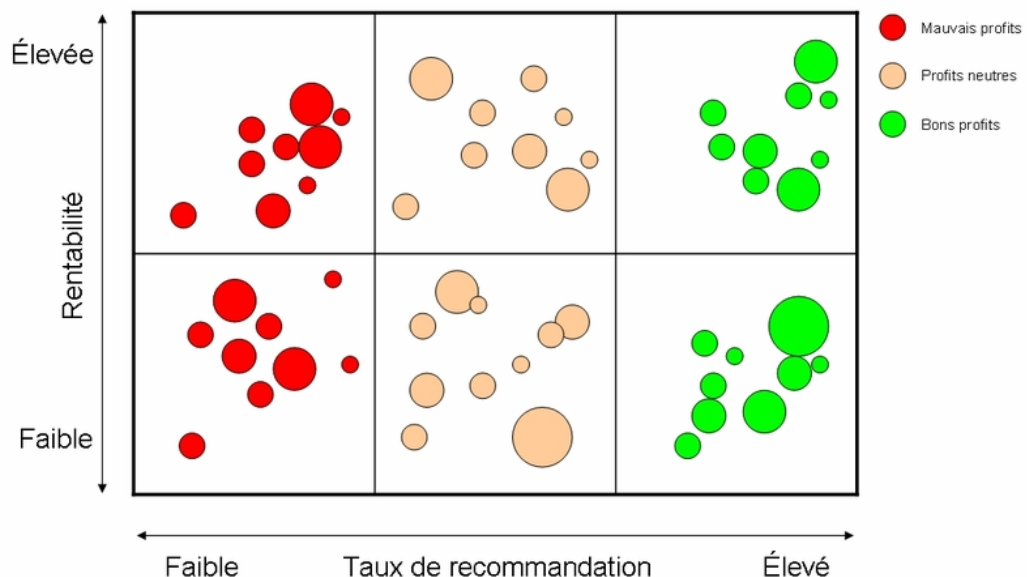 Élevée
Rentabilité
Faible
Faible
Taux de recommandation
Élevé
Mauvais profits
Profits neutres
Bons profits